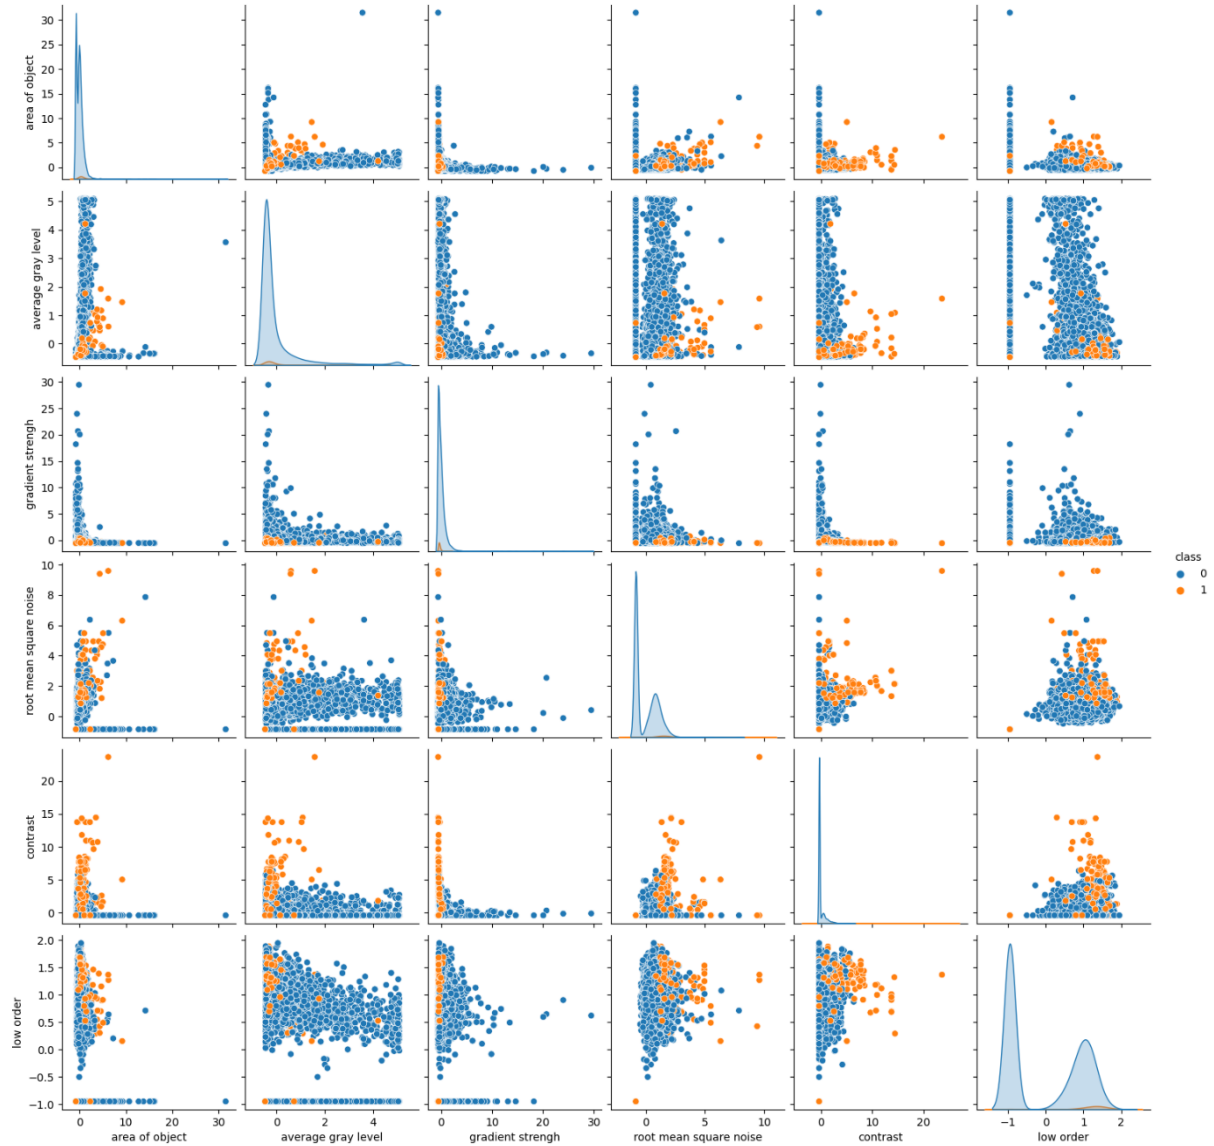 area of object
30
25
20
15
10
5
0
average gray level
5
4
3
2
1
0
gradient strengh
30
25
20
15
10
5
0
root mean square noise
10
8
6
4
2
0
contrast
20
15
10
5
0
low order
2.0
1.5
1.0
0.5
0.0
−0.5
−1.0
0 10 20 30
area of object
0 2 4
average gray level
0 10 20 30
gradient strengh
0 5 10
root mean square noise
0 10 20
contrast
−1 0 1 2
low order
class
0
1